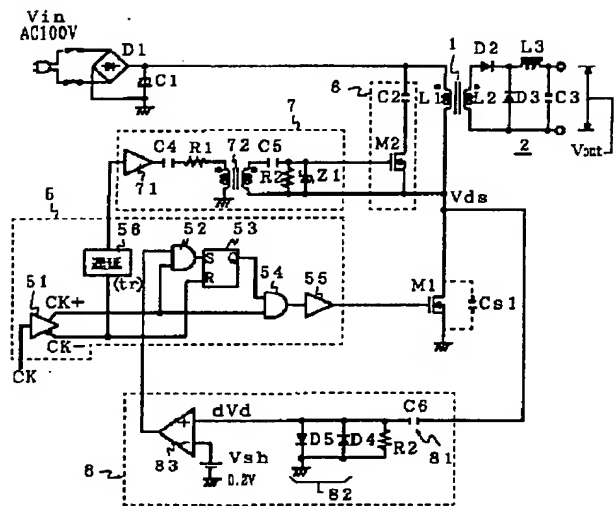 Vin
AC100V
D1
C1
7
6
C2
M2
1
L1
L2
D2
L3
D3
C3
2
Vout
72
C4
R1
C5
R2
Z1
71
Vds
5
56
遅延
(tr)
52
53
S
Q
R
54
55
51
CK+
CK-
CK
M1
Cs1
8
dVd
C6
83
Vsh
0.2V
D5
D4
R2
81
82